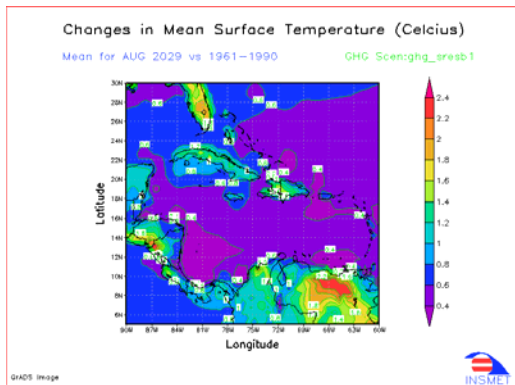 Changes in Mean Surface Temperature (Celcius)
Mean for AUG 2029 vs 1961-1990
GHG Scen:ghg_sresb1
30N
28N
26N
24N
22N
20N
18N
16N
14N
12N
10N
8N
6N
Latitude
90W 87W 84W 81W 78W 75W 72W 69W 66W 63W 60W
Longitude
2.4
2.2
2
1.8
1.6
1.4
1.2
1
0.8
0.6
0.4
GrADS image
INSMET